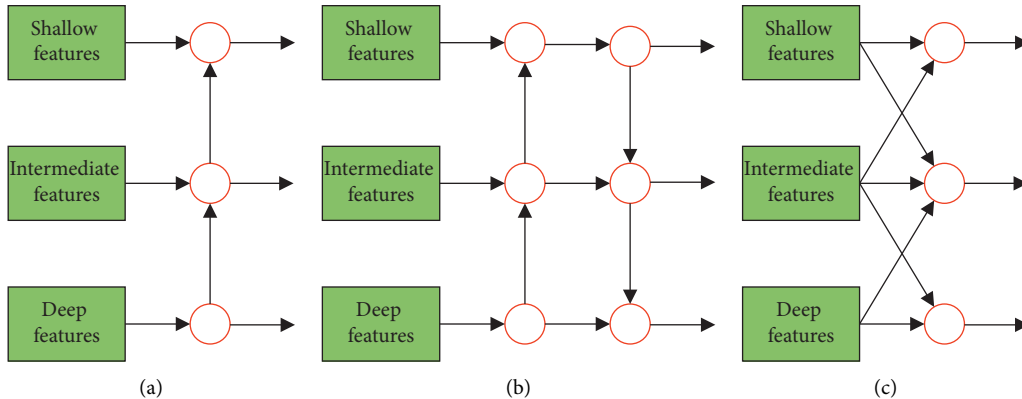 Shallow
features
Intermediate
features
Deep
features
(a)
Shallow
features
Intermediate
features
Deep
features
(b)
Shallow
features
Intermediate
features
Deep
features
(c)